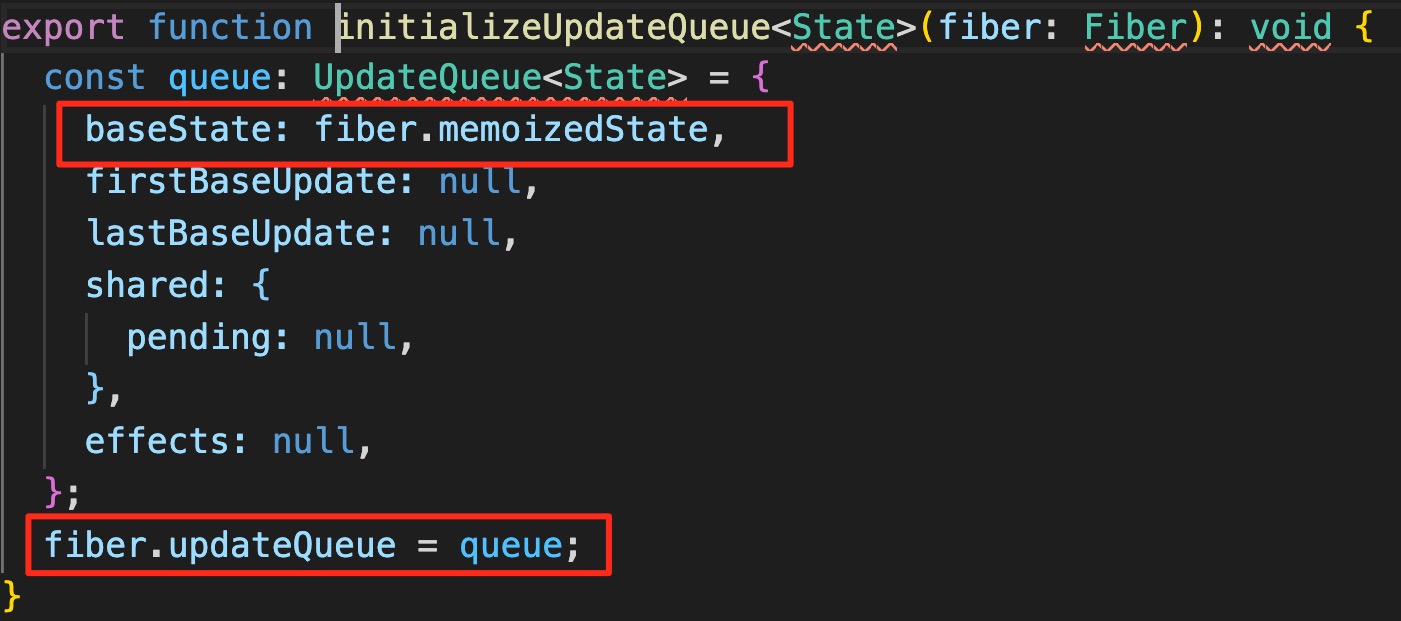 export function initializeUpdateQueue<State>(fiber: Fiber): void {
  const queue: UpdateQueue<State> = {
    baseState: fiber.memoizedState,
    firstBaseUpdate: null,
    lastBaseUpdate: null,
    shared: {
      pending: null,
    },
    effects: null,
  };
  fiber.updateQueue = queue;
}